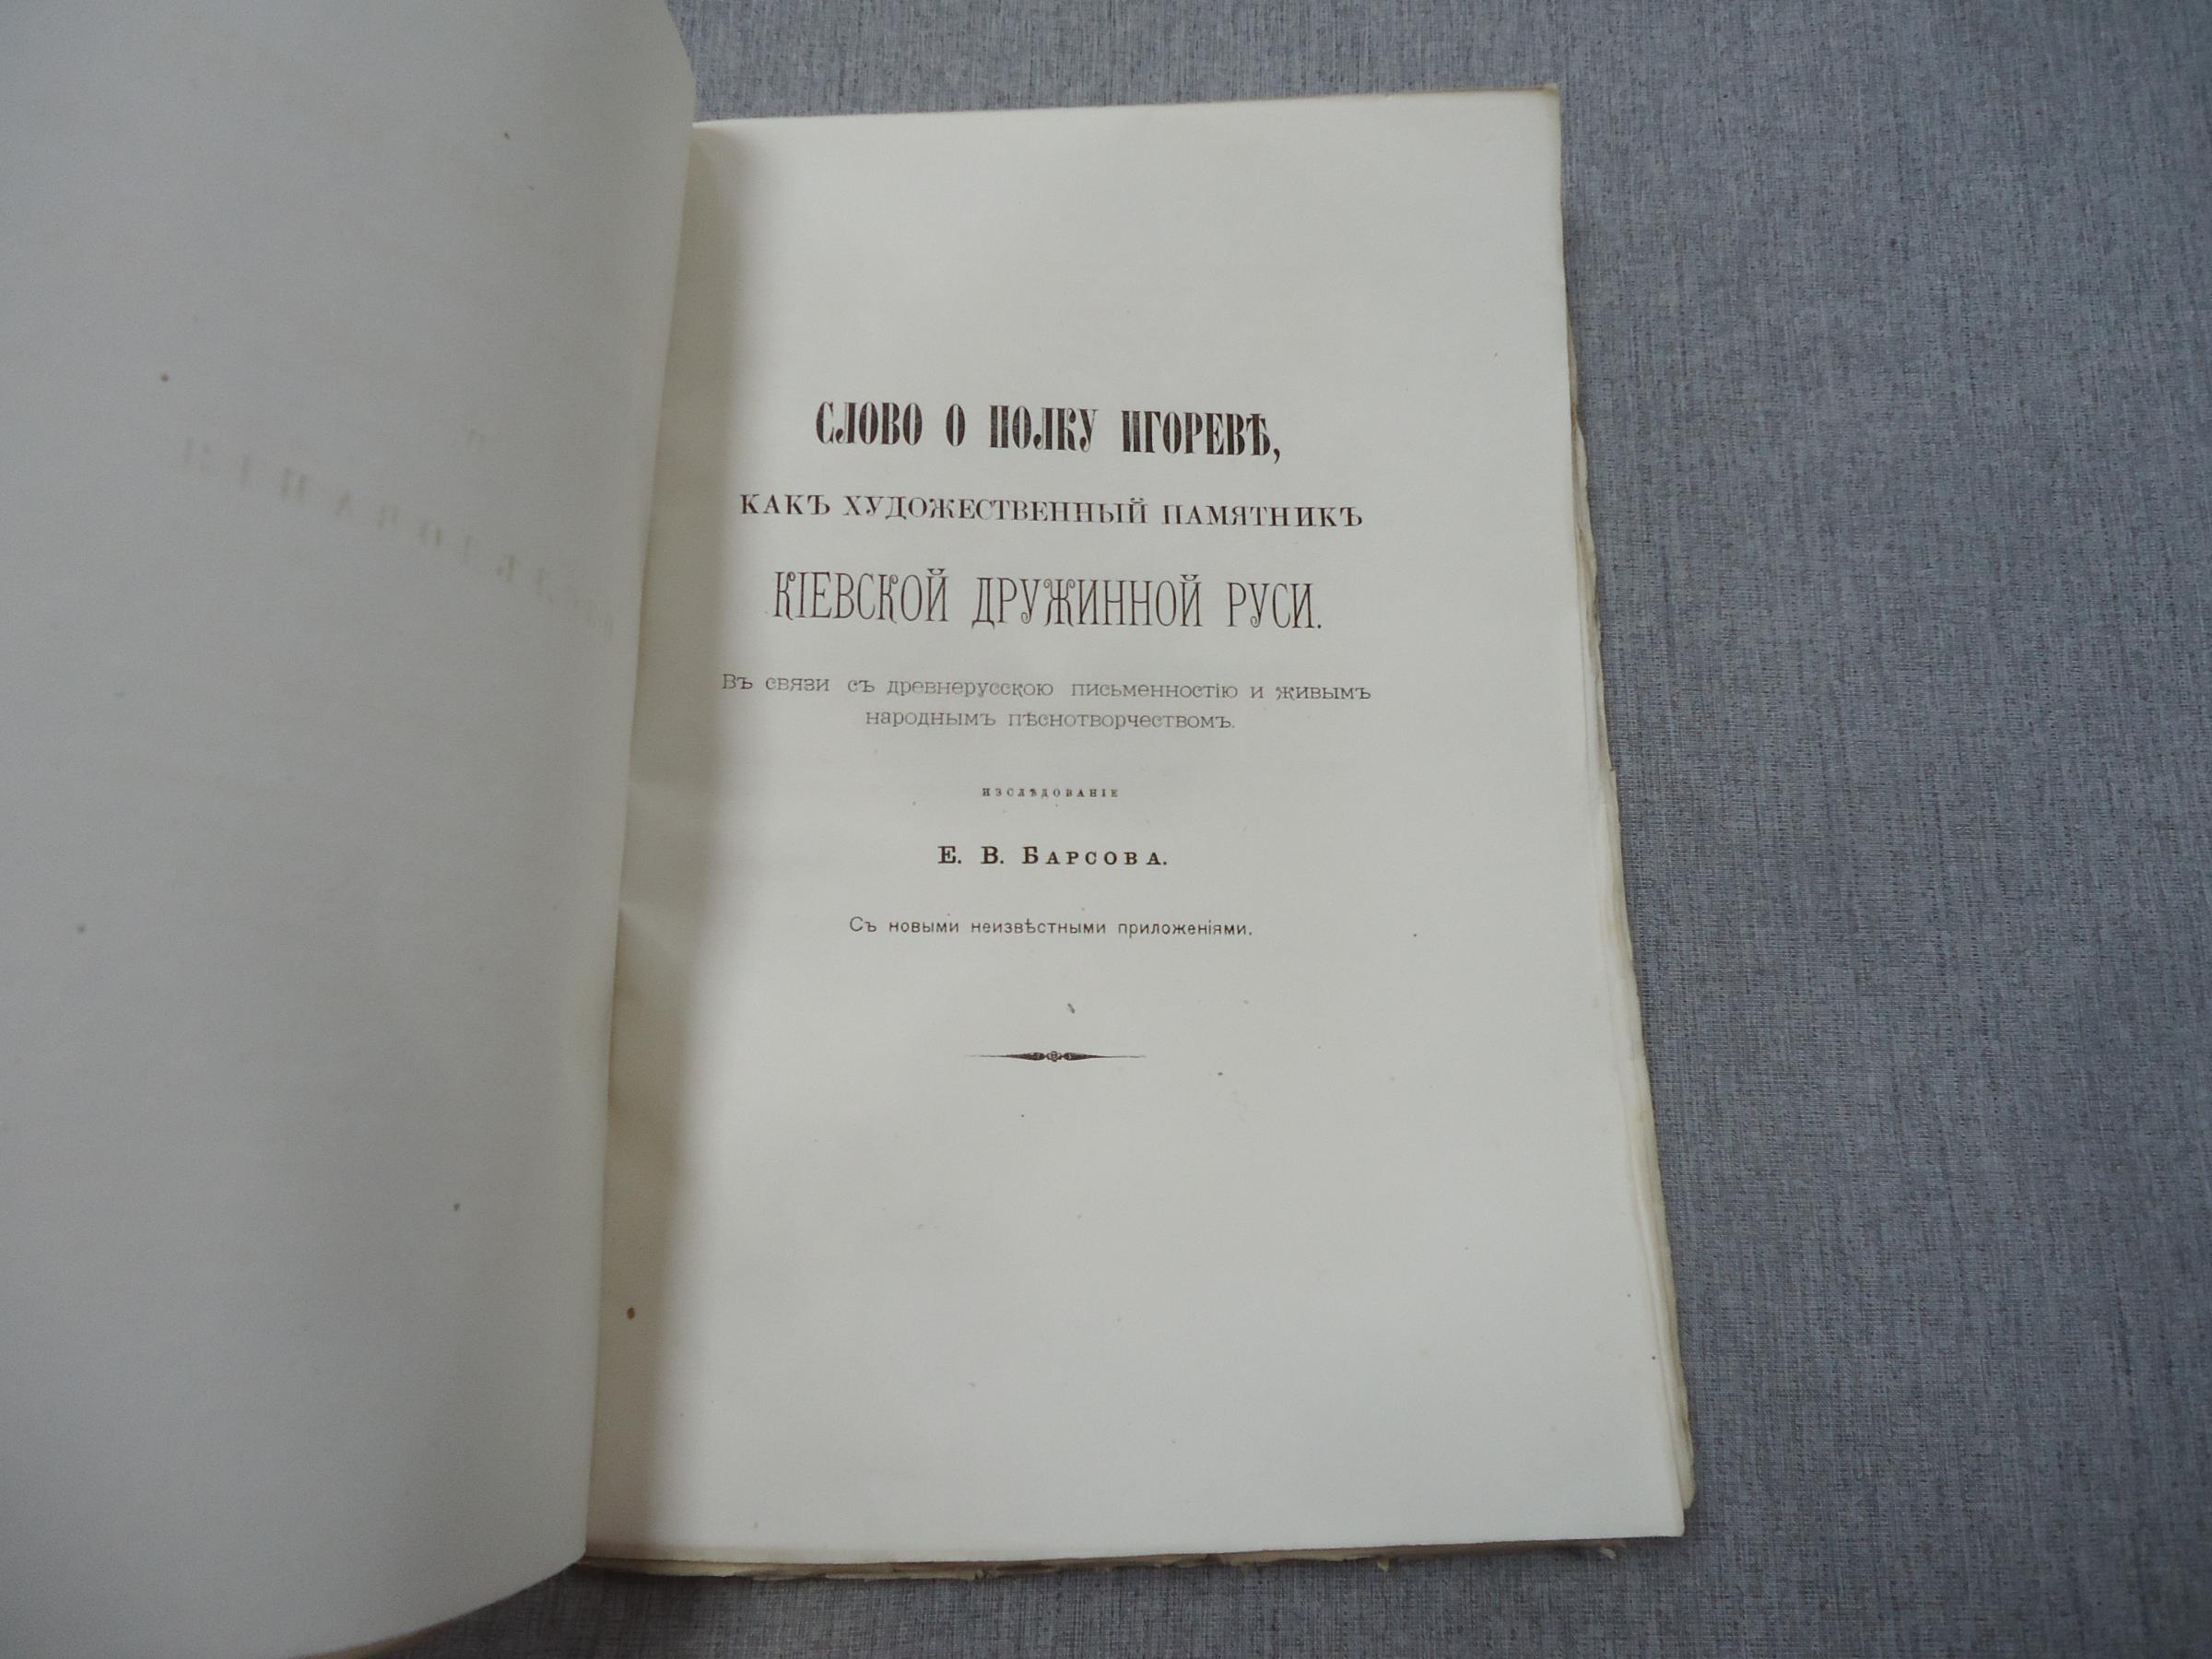 СЛОВО О ПОЛКУ ИГОРЕВѢ,
КАКЪ ХУДОЖЕСТВЕННЫЙ ПАМЯТНИКЪ
КІЕВСКОЙ ДРУЖИННОЙ РУСИ.
Въ связи съ древнерусскою письменностію и живымъ
народнымъ пѣснотворчествомъ.
ИЗСЛѢДОВАНІЕ
Е. В. БАРСОВА.
Съ новыми неизвѣстными приложеніями.